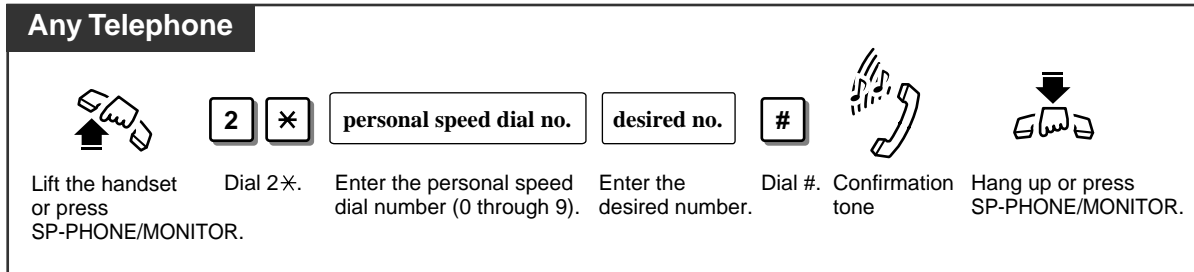 Any Telephone
2 ✳ personal speed dial no. desired no. #
Lift the handset
or press
SP-PHONE/MONITOR.
Dial 2✳.
Enter the personal speed
dial number (0 through 9).
Enter the
desired number.
Dial #.
Confirmation
tone
Hang up or press
SP-PHONE/MONITOR.